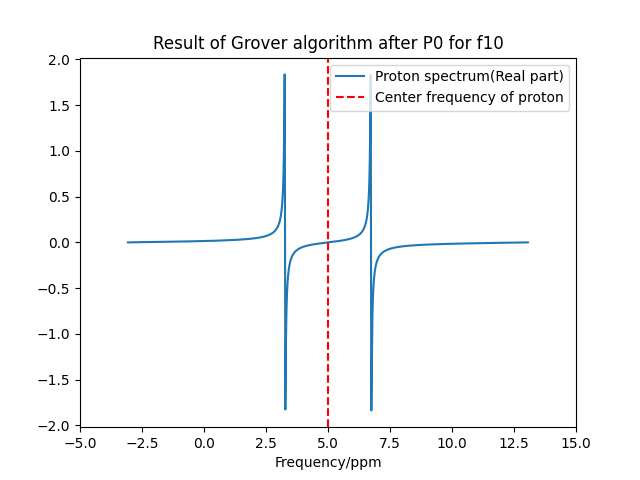 Result of Grover algorithm after P0 for f10
2.0
1.5
1.0
0.5
0.0
−0.5
−1.0
−1.5
−2.0
Proton spectrum(Real part)
Center frequency of proton
−5.0 −2.5 0.0 2.5 5.0 7.5 10.0 12.5 15.0
Frequency/ppm